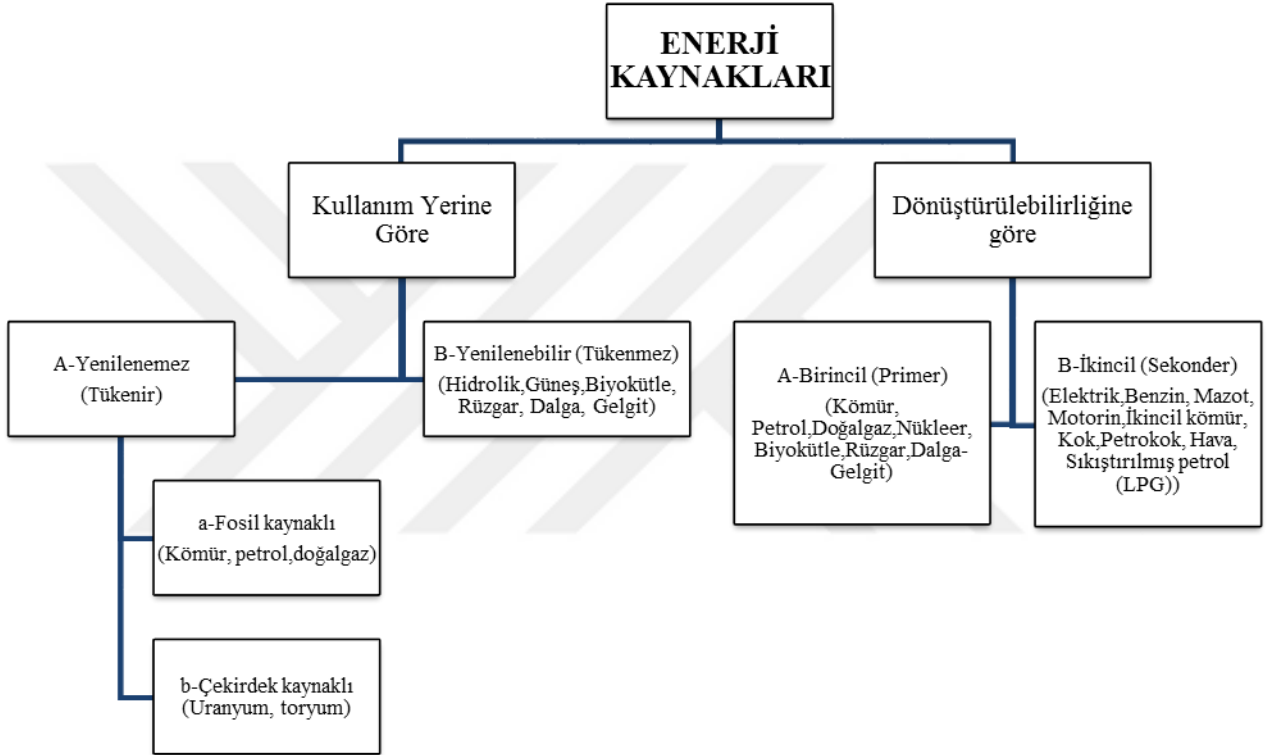 ENERJİ
KAYNAKLARI
Kullanım Yerine
Göre
Dönüştürülebilirliğine
göre
A-Yenilenemez
(Tükenir)
B-Yenilenebilir (Tükenmez)
(Hidrolik,Güneş,Biyokütle,
Rüzgar, Dalga, Gelgit)
A-Birincil (Primer)
(Kömür,
Petrol,Doğalgaz,Nükleer,
Biyokütle,Rüzgar,Dalga-
Gelgit)
B-İkincil (Sekonder)
(Elektrik,Benzin, Mazot,
Motorin,İkincil kömür,
Kok,Petrokok, Hava,
Sıkıştırılmış petrol
(LPG))
a-Fosil kaynaklı
(Kömür, petrol,doğalgaz)
b-Çekirdek kaynaklı
(Uranyum, toryum)